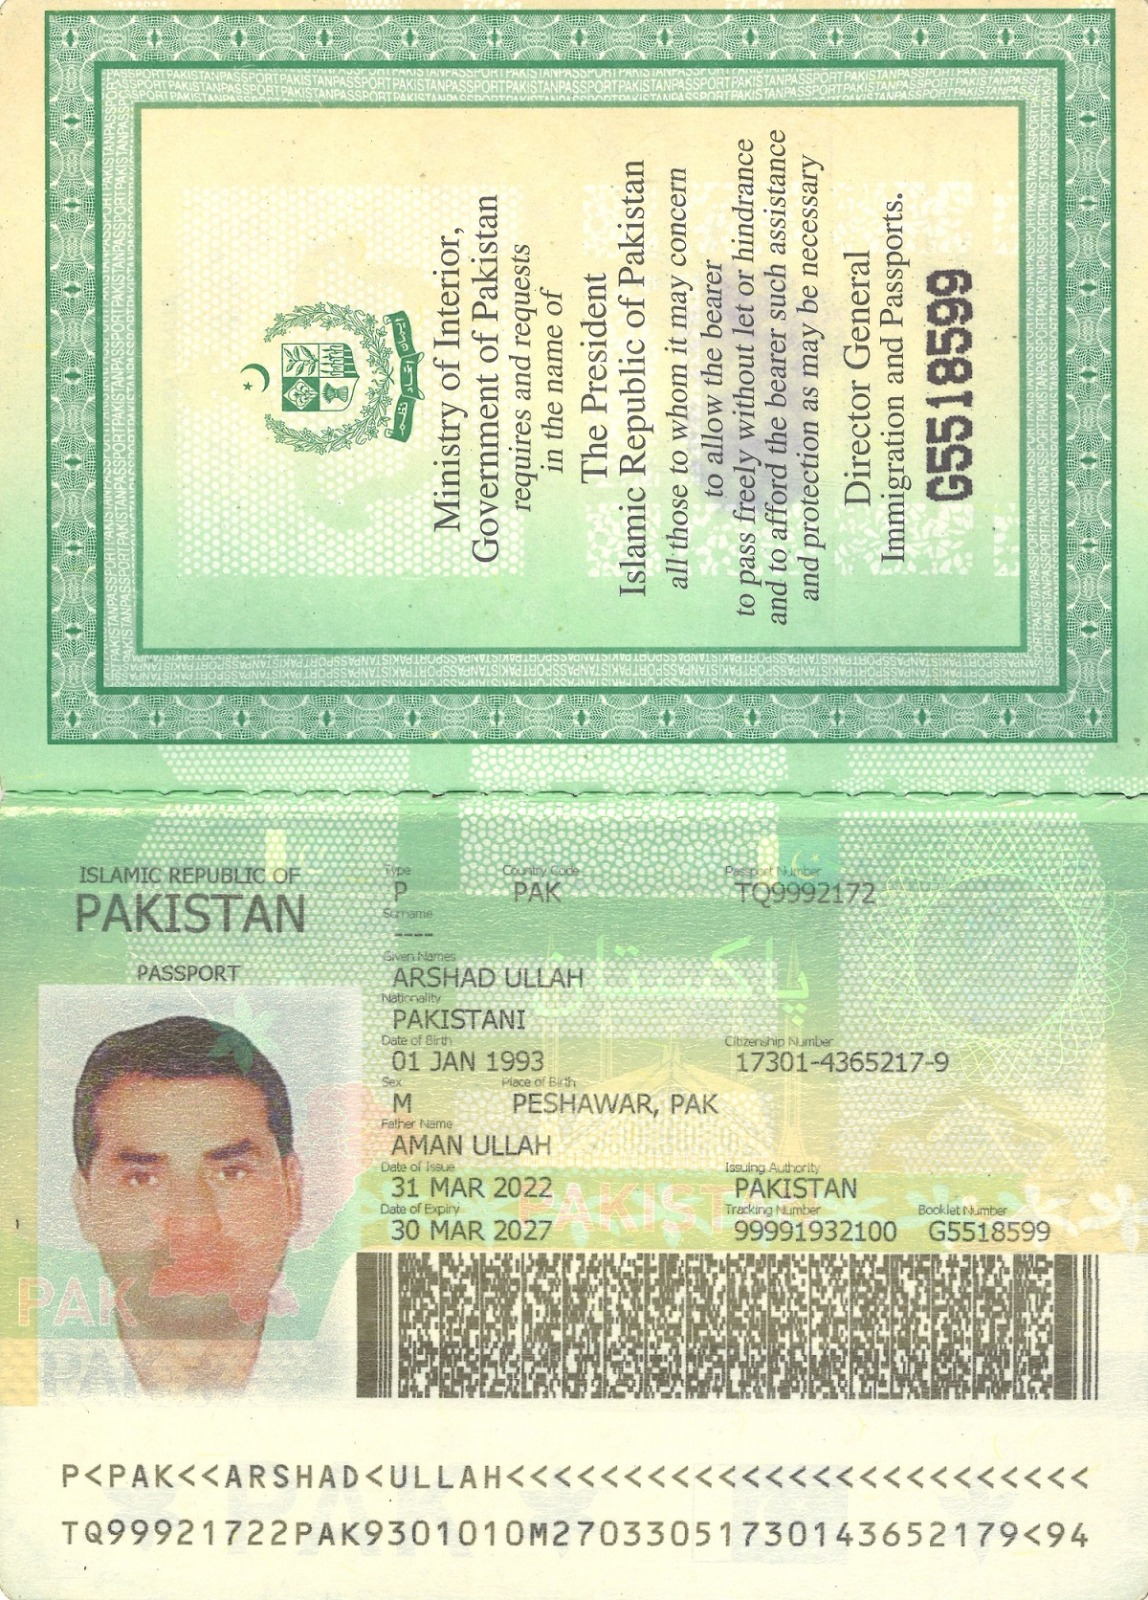 Ministry of Interior,
Government of Pakistan
requires and requests
in the name of
The President
Islamic Republic of Pakistan
all those to whom it may concern
to allow the bearer
to pass freely without let or hindrance
and to afford the bearer such assistance
and protection as may be necessary
Director General
Immigration and Passports.
G5518599
ISLAMIC REPUBLIC OF
PAKISTAN
PASSPORT
Type Country Code Passport Number
P PAK TQ9992172
Surname
----
Given Names
ARSHAD ULLAH
Nationality
PAKISTANI
Date of Birth Citizenship Number
01 JAN 1993 17301-4365217-9
Sex Place of Birth
M PESHAWAR, PAK
Father Name
AMAN ULLAH
Date of Issue Issuing Authority
31 MAR 2022 PAKISTAN
Date of Expiry Tracking Number Booklet Number
30 MAR 2027 99991932100 G5518599
پاکستان
PAKISTAN
PAK
PAK
P<PAK<<ARSHAD<ULLAH<<<<<<<<<<<<<<<<<<<<<<<<<
TQ99921722PAK9301010M27033051730143652179<94